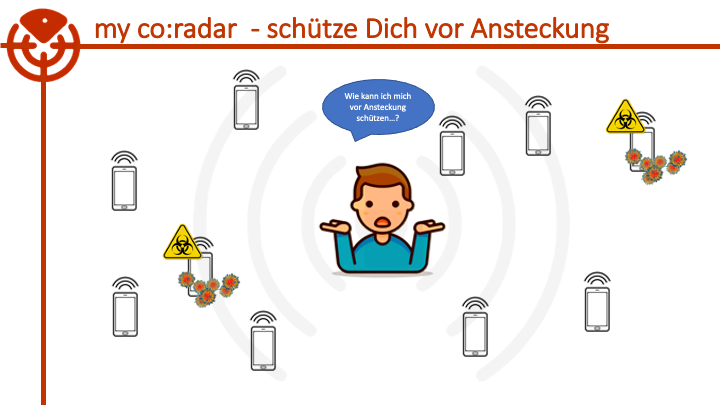 my co:radar - schütze Dich vor Ansteckung
Wie kann ich mich
vor Ansteckung
schützen...?